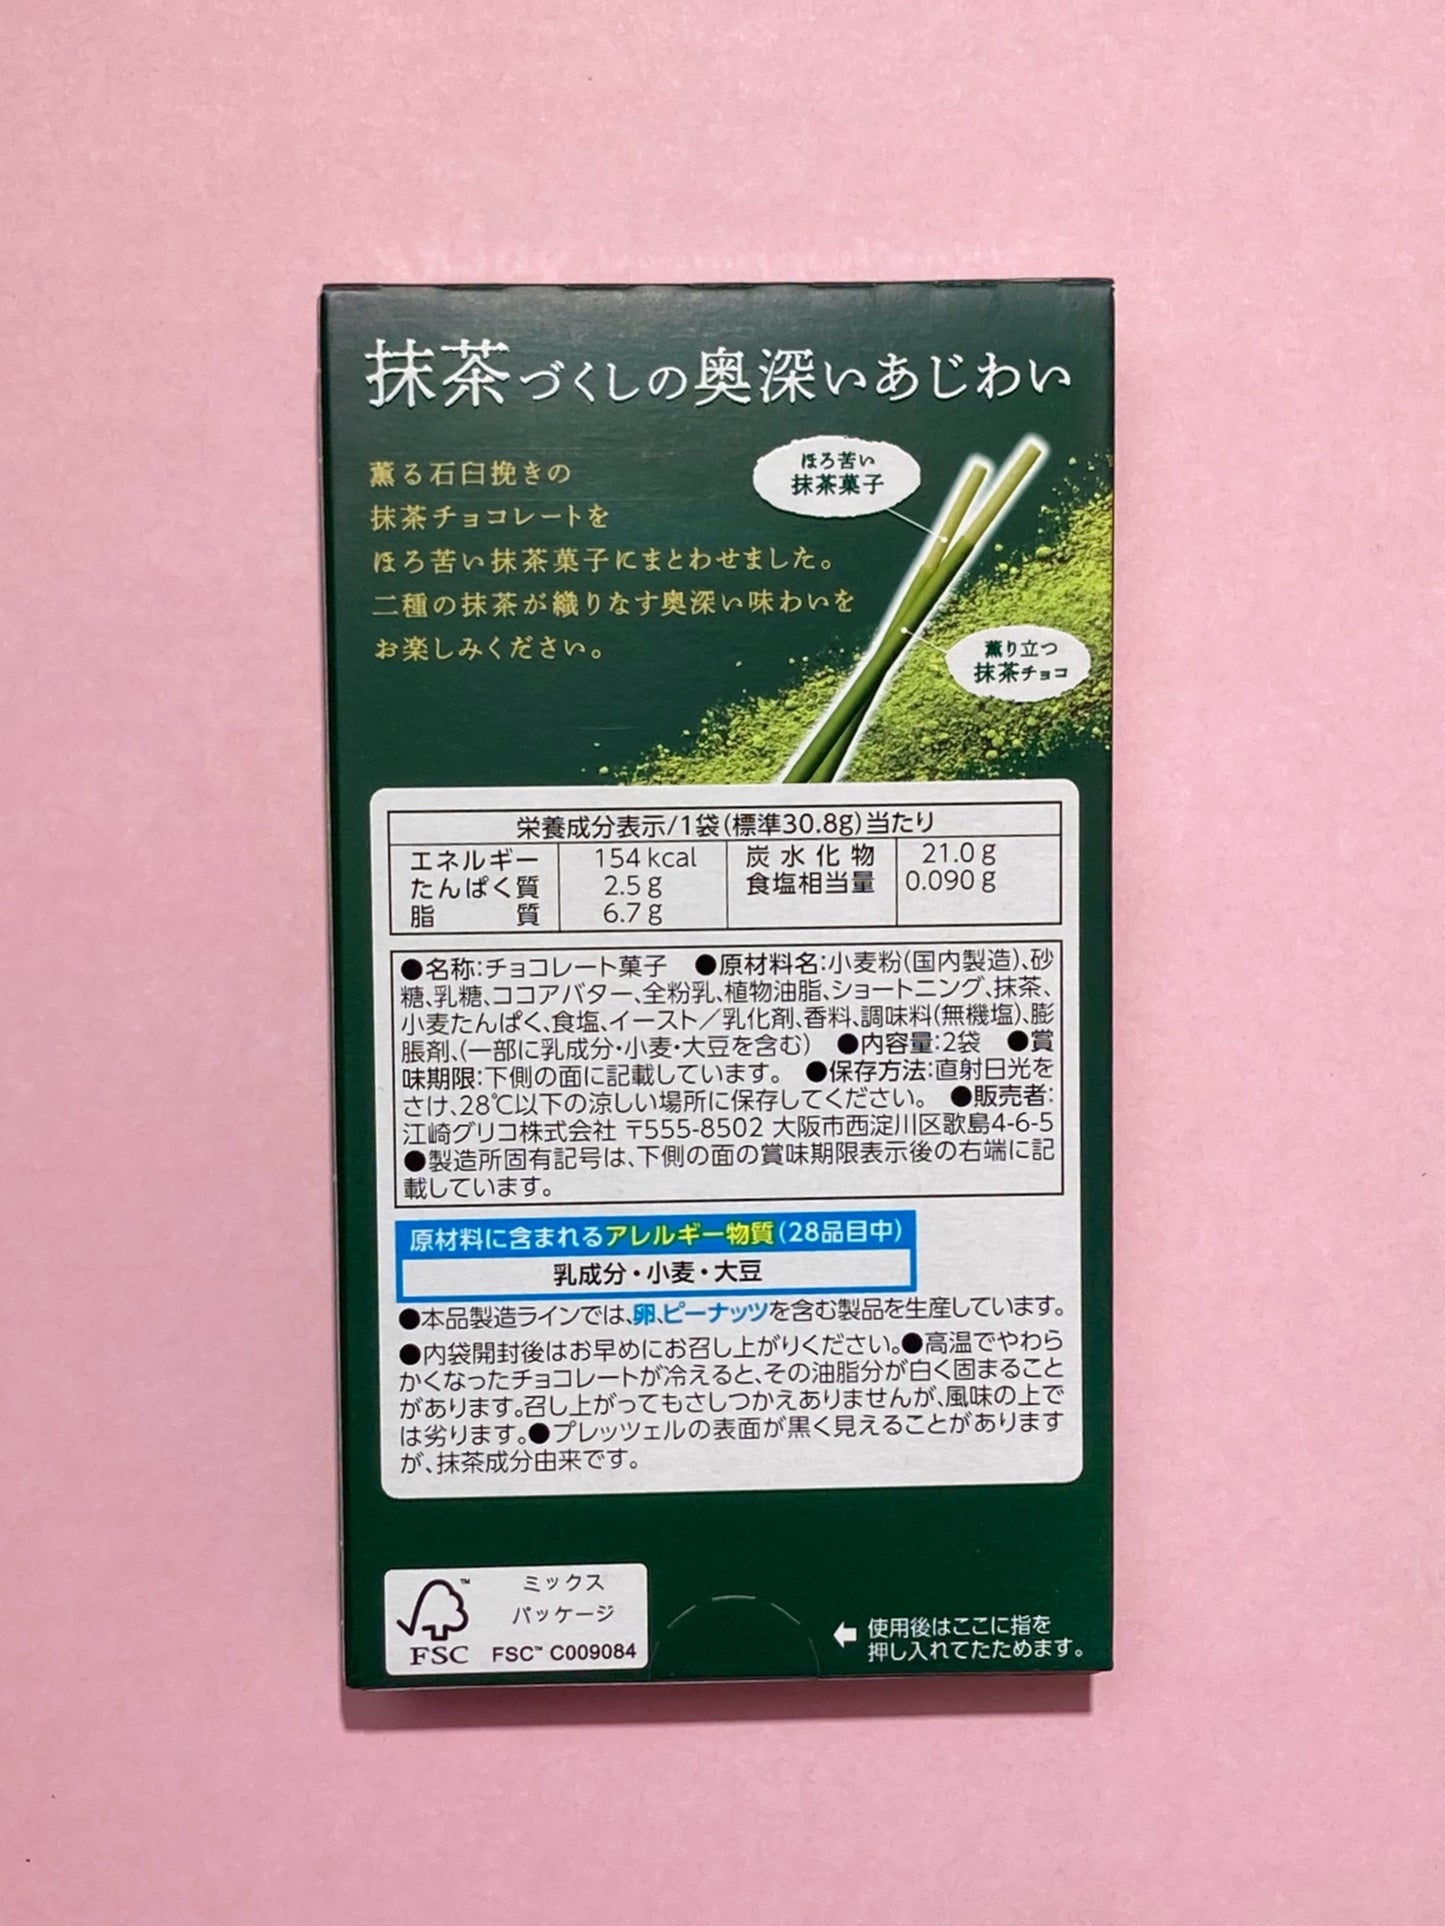 抹茶づくしの奥深いあじわい
薫る石臼挽きの
抹茶チョコレートを
ほろ苦い抹茶菓子にまとわせました。
二種の抹茶が織りなす奥深い味わいを
お楽しみください。
ほろ苦い
抹茶菓子
薫り立つ
抹茶チョコ
栄養成分表示/1袋(標準30.8g)当たり
エネルギー 154kcal 炭水化物 21.0g
たんぱく質 2.5g 食塩相当量 0.090g
脂質 6.7g
●名称:チョコレート菓子 ●原材料名:小麦粉(国内製造)、砂
糖、乳糖、ココアバター、全粉乳、植物油脂、ショートニング、抹茶、
小麦たんぱく、食塩、イースト/乳化剤、香料、調味料(無機塩)、膨
脹剤、(一部に乳成分・小麦・大豆を含む) ●内容量:2袋 ●賞
味期限:下側の面に記載しています。 ●保存方法:直射日光を
さけ、28℃以下の涼しい場所に保存してください。 ●販売者:
江崎グリコ株式会社 〒555-8502 大阪市西淀川区歌島4-6-5
●製造所固有記号は、下側の面の賞味期限表示後の右端に記
載しています。
原材料に含まれるアレルギー物質(28品目中)
乳成分・小麦・大豆
●本品製造ラインでは、卵、ピーナッツを含む製品を生産しています。
●内袋開封後はお早めにお召し上がりください。●高温でやわら
かくなったチョコレートが冷えると、その油脂分が白く固まること
があります。召し上がってもさしつかえありませんが、風味の上で
は劣ります。●プレッツェルの表面が黒く見えることがあります
が、抹茶成分由来です。
FSC
™
ミックス
パッケージ
FSC™ C009084
使用後はここに指を
押し入れてたためます。